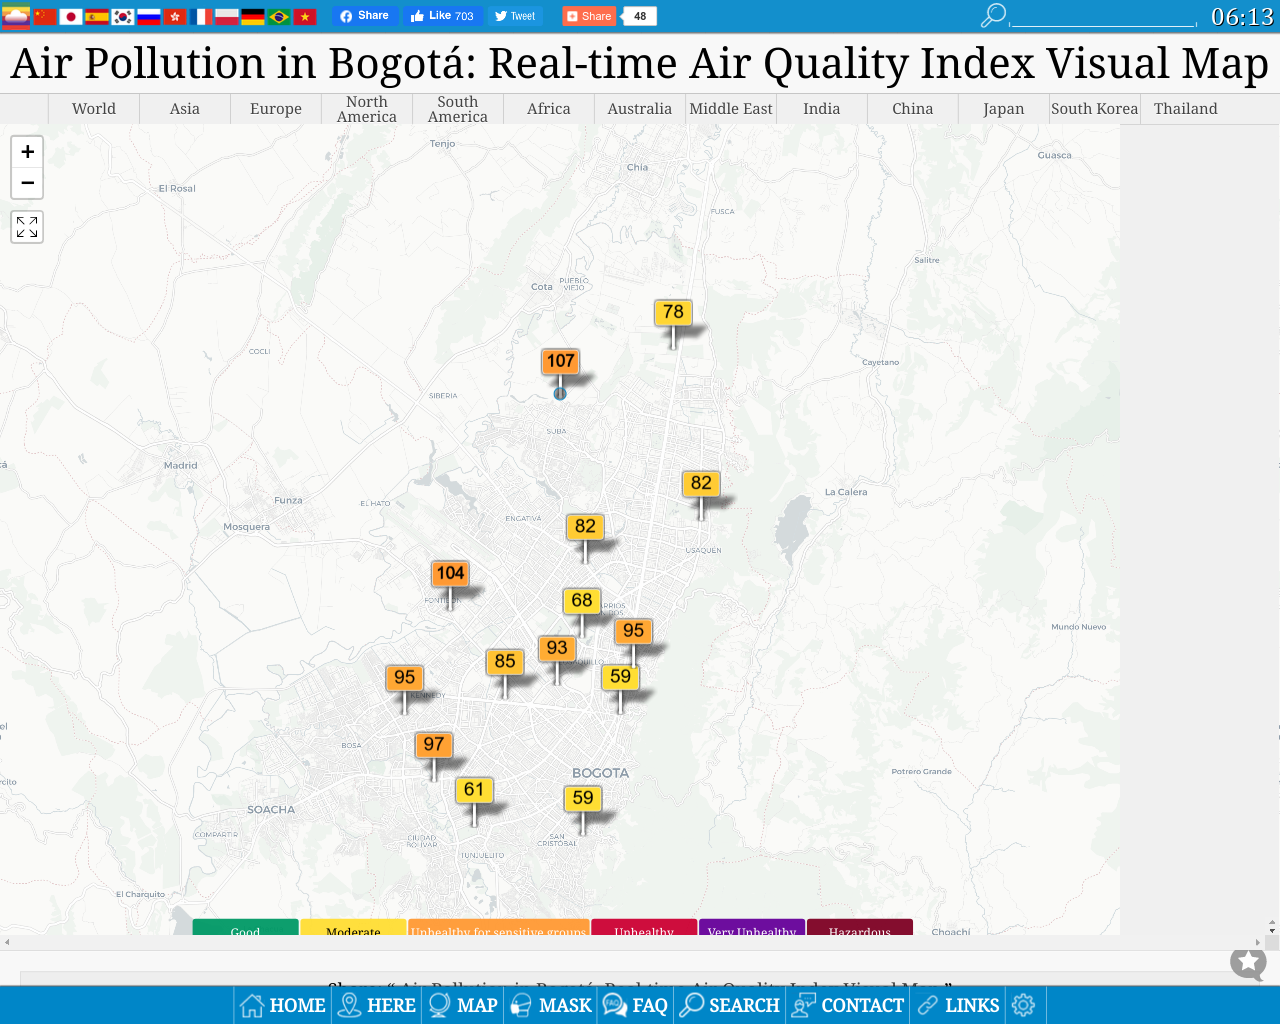 Share
Like 703
Tweet
Share
48
06:13
Air Pollution in Bogotá: Real-time Air Quality Index Visual Map
World
Asia
Europe
North
America
South
America
Africa
Australia
Middle East
India
China
Japan
South Korea
Thailand
+
−
Tenjo
Chia
Guasca
El Rosal
FUSCA
Salitre
Cota
PUEBLO
VIEJO
78
COCLI
107
Cayetano
SIBERIA
SUBA
Madrid
82
Funza
EL HATO
La Calera
Mosquera
ENGATIVA
82
USAQUÉN
104
68
95
Mundo Nuevo
93
85
59
95
KENNEDY
BOSA
97
BOGOTA
Potrero Grande
61
59
SOACHA
COMPARTIR
CIUDAD
BOLIVAR
SAN
CRISTÓBAL
TUNJUELITO
El Charquito
Choachí
Good
Moderate
Unhealthy for sensitive groups
Unhealthy
Very Unhealthy
Hazardous
HOME
HERE
MAP
MASK
FAQ
SEARCH
CONTACT
LINKS